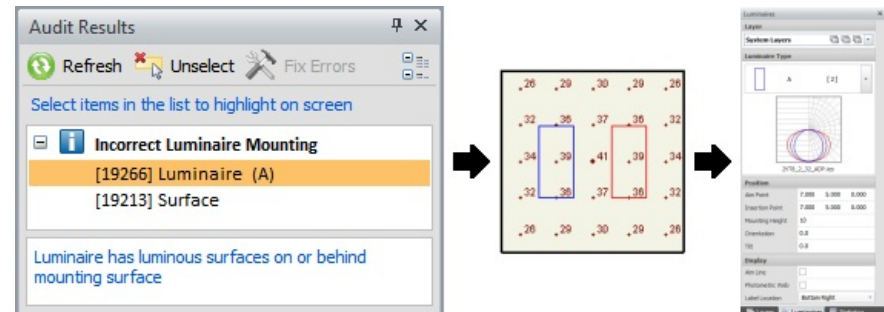 Audit Results
Refresh Unselect Fix Errors
Select items in the list to highlight on screen
Incorrect Luminaire Mounting
[19266] Luminaire (A)
[19213] Surface
Luminaire has luminous surfaces on or behind
mounting surface
.26 .29 .30 .29 .26
.32 .36 .37 .36 .32
.34 .39 .41 .39 .34
.32 .36 .37 .36 .32
.26 .29 .30 .29 .26
Luminaires
Layer
System Layers
Luminaire Type
A [2]
Position
Aim Point 7.000 5.000 0.000
Insertion Point 7.000 5.000 0.000
Mounting Height 10
Orientation 0.0
Tilt 0.0
Display
Aim Line
Photometric Web
Label Location Bottom Right